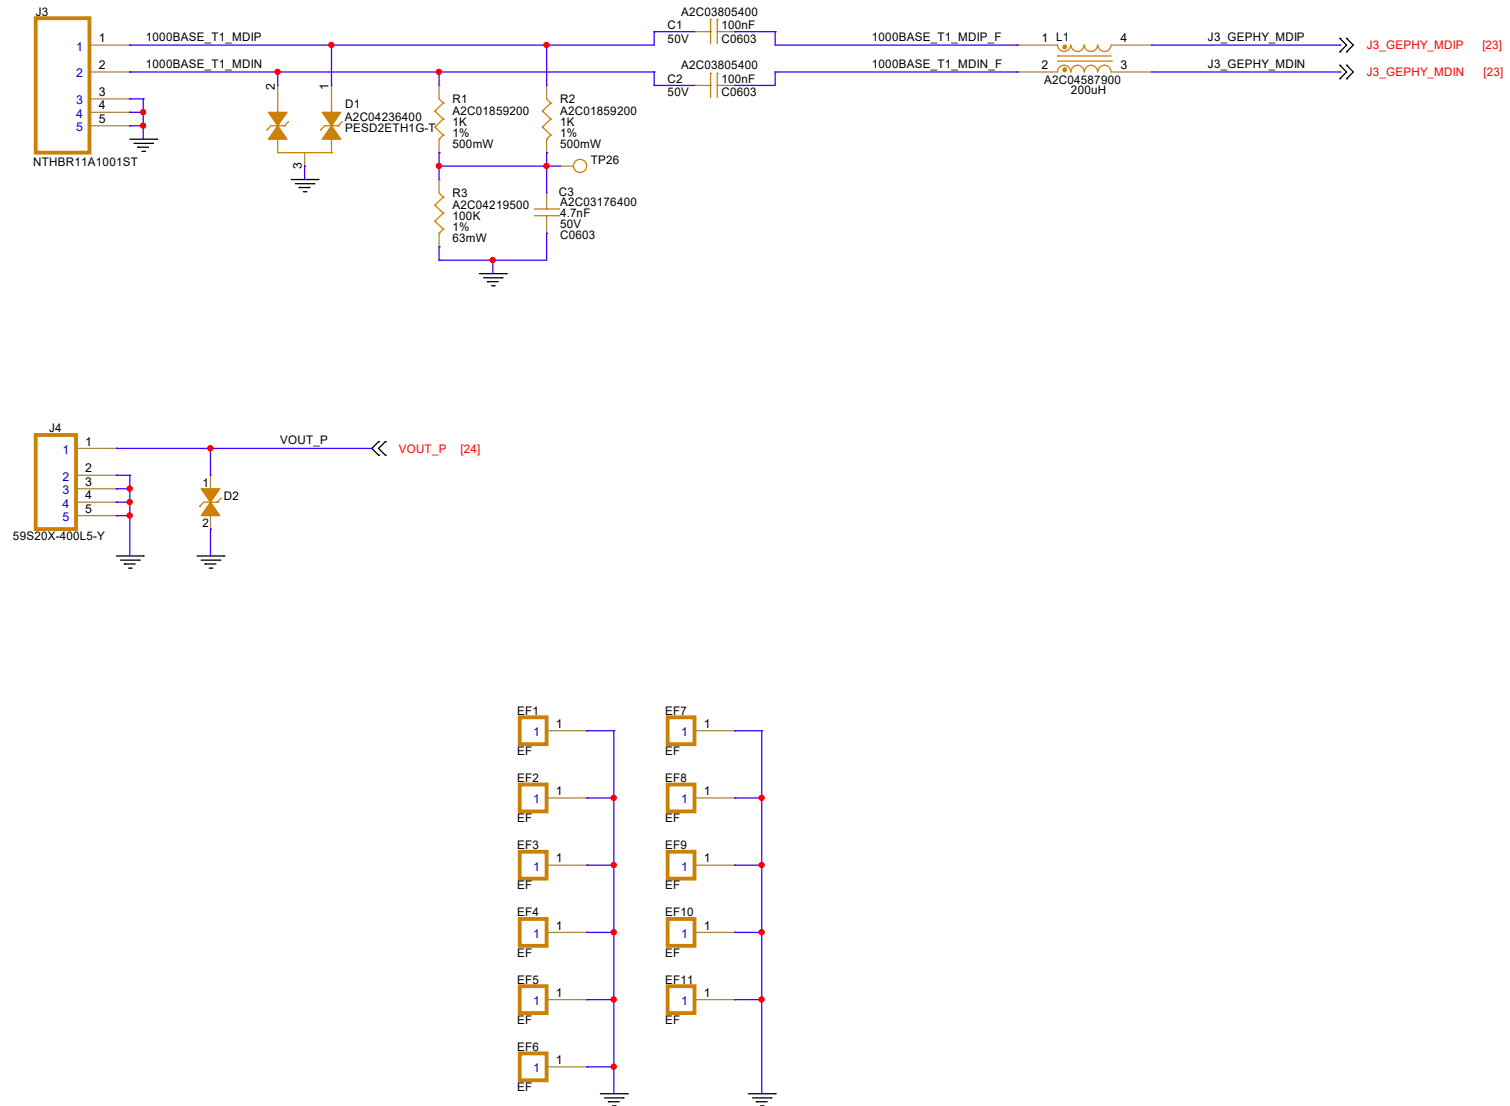 J3
1
2
3
4
5
1
2
3
4
5
NTHBR11A1001ST
1000BASE_T1_MDIP
1000BASE_T1_MDIN
2
1
3
D1
A2C04236400
PESD2ETH1G-T
R1
A2C01859200
1K
1%
500mW
R2
A2C01859200
1K
1%
500mW
TP26
R3
A2C04219500
100K
1%
63mW
C3
A2C03176400
4.7nF
50V
C0603
A2C03805400
C1 100nF
50V C0603
A2C03805400
C2 100nF
50V C0603
1000BASE_T1_MDIP_F
1000BASE_T1_MDIN_F
1 L1 4
2 3
A2C04587900
200uH
J3_GEPHY_MDIP
J3_GEPHY_MDIN
J3_GEPHY_MDIP [23]
J3_GEPHY_MDIN [23]
J4
1
2
3
4
5
1
2
3
4
5
59S20X-400L5-Y
VOUT_P
VOUT_P [24]
1
D2
2
EF1
1 1
EF
EF2
1 1
EF
EF3
1 1
EF
EF4
1 1
EF
EF5
1 1
EF
EF6
1 1
EF
EF7
1 1
EF
EF8
1 1
EF
EF9
1 1
EF
EF10
1 1
EF
EF11
1 1
EF